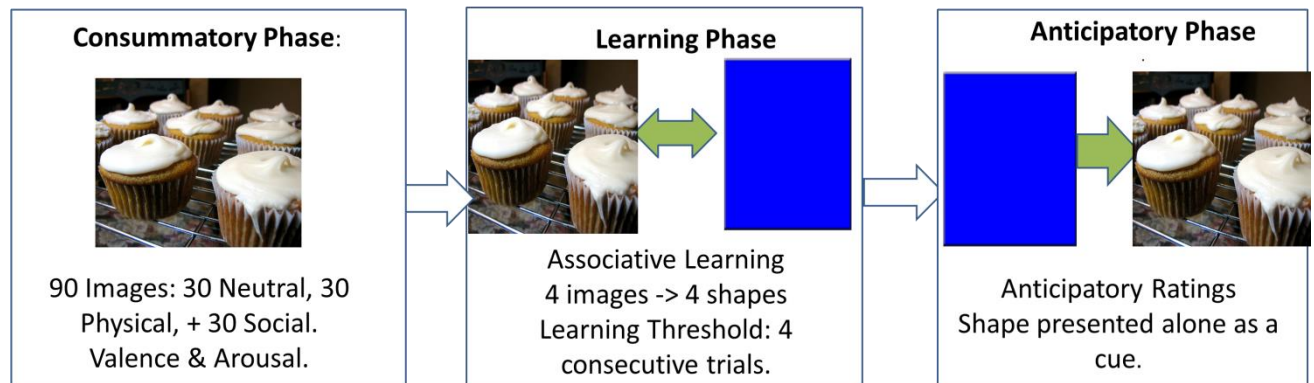 Consummatory Phase:
90 Images: 30 Neutral, 30
Physical, + 30 Social.
Valence & Arousal.
Learning Phase
Associative Learning
4 images -> 4 shapes
Learning Threshold: 4
consecutive trials.
Anticipatory Phase
Anticipatory Ratings
Shape presented alone as a
cue.